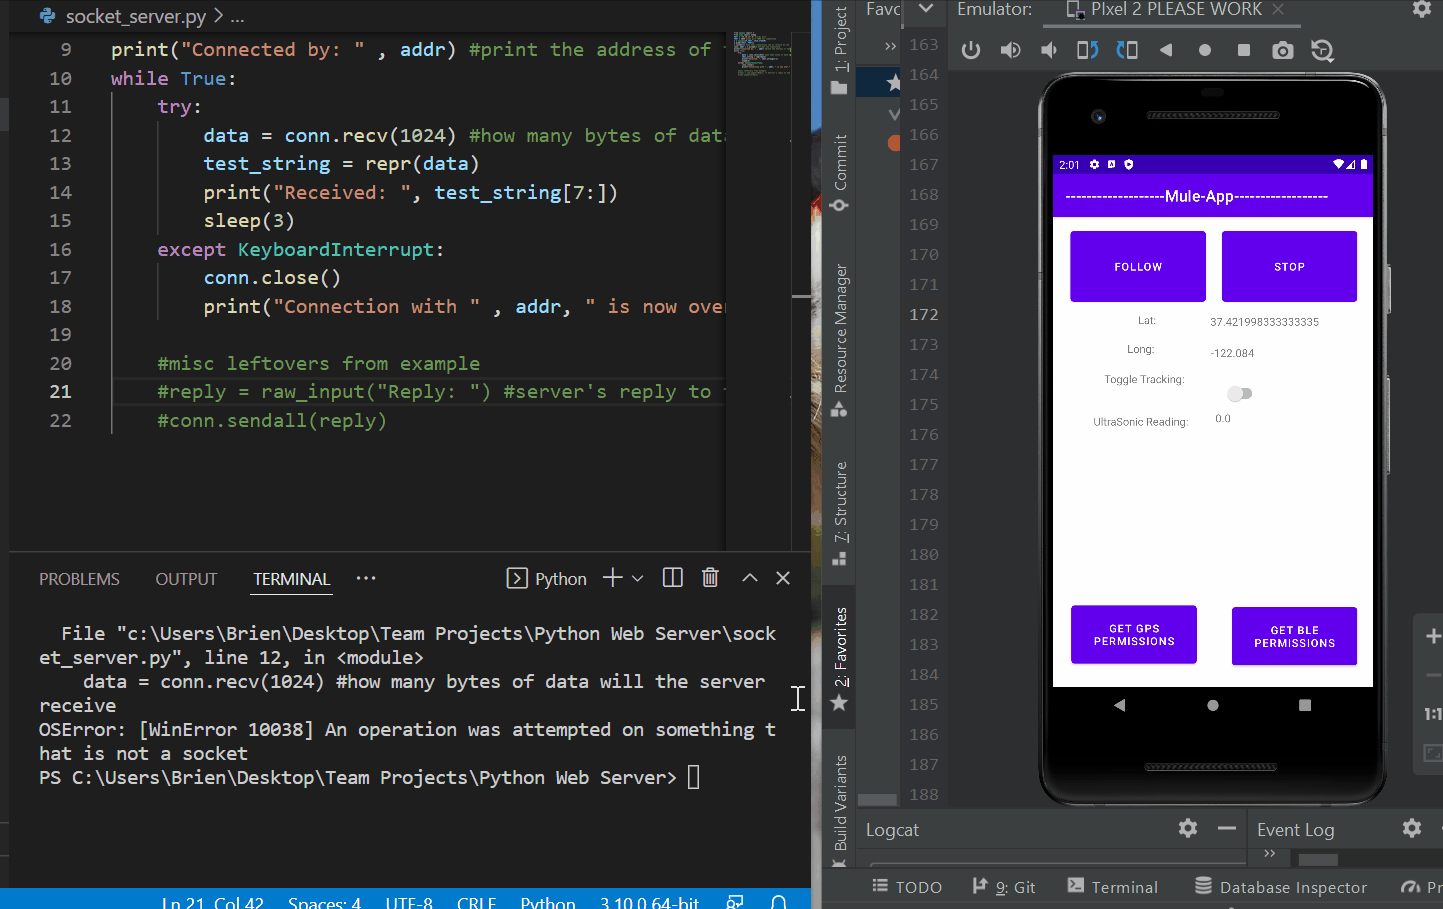 socket_server.py > ...
9 print("Connected by: " , addr) #print the address of
10 while True:
11 try:
12 data = conn.recv(1024) #how many bytes of dat
13 test_string = repr(data)
14 print("Received: ", test_string[7:])
15 sleep(3)
16 except KeyboardInterrupt:
17 conn.close()
18 print("Connection with " , addr, " is now ove
19
20 #misc leftovers from example
21 #reply = raw_input("Reply: ") #server's reply to
22 #conn.sendall(reply)
PROBLEMS OUTPUT TERMINAL ... Python
File "c:\Users\Brien\Desktop\Team Projects\Python Web Server\sock
et_server.py", line 12, in <module>
data = conn.recv(1024) #how many bytes of data will the server
receive
OSError: [WinError 10038] An operation was attempted on something t
hat is not a socket
PS C:\Users\Brien\Desktop\Team Projects\Python Web Server>
Ln 21, Col 42 Spaces: 4 UTF-8 CRLF Python 3.10.0 64-bit
1: Project
Commit
Resource Manager
7: Structure
2: Favorites
Build Variants
Favo
163
164
165
166
167
168
169
170
171
172
173
174
175
176
177
178
179
180
181
182
183
184
185
186
187
188
Emulator: PIxel 2 PLEASE WORK
2:01
-------------------Mule-App------------------
FOLLOW STOP
Lat: 37.421998333333335
Long: -122.084
Toggle Tracking:
UltraSonic Reading: 0.0
GET GPS
PERMISSIONS
GET BLE
PERMISSIONS
1:1
Logcat
Event Log
TODO 9: Git Terminal Database Inspector Pr